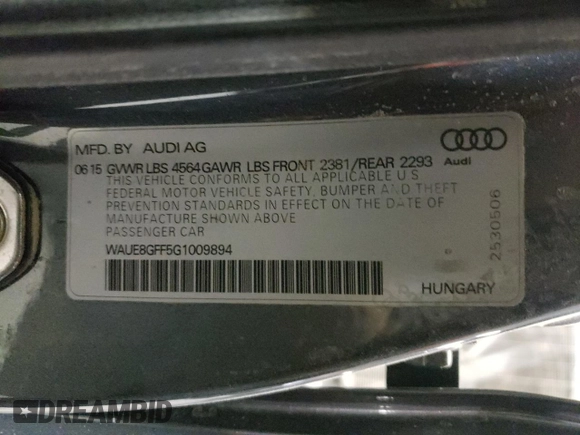 MFD. BY AUDI AG
06 15 GVWR LBS 4564 GAWR LBS FRONT 2381/REAR 2293
Audi
THIS VEHICLE CONFORMS TO ALL APPLICABLE U S
FEDERAL MOTOR VEHICLE SAFETY, BUMPER AND THEFT
PREVENTION STANDARDS IN EFFECT ON THE DATE OF
MANUFACTURE SHOWN ABOVE
PASSENGER CAR
WAUE8GFF5G1009894
HUNGARY
2530506
DREAMBID